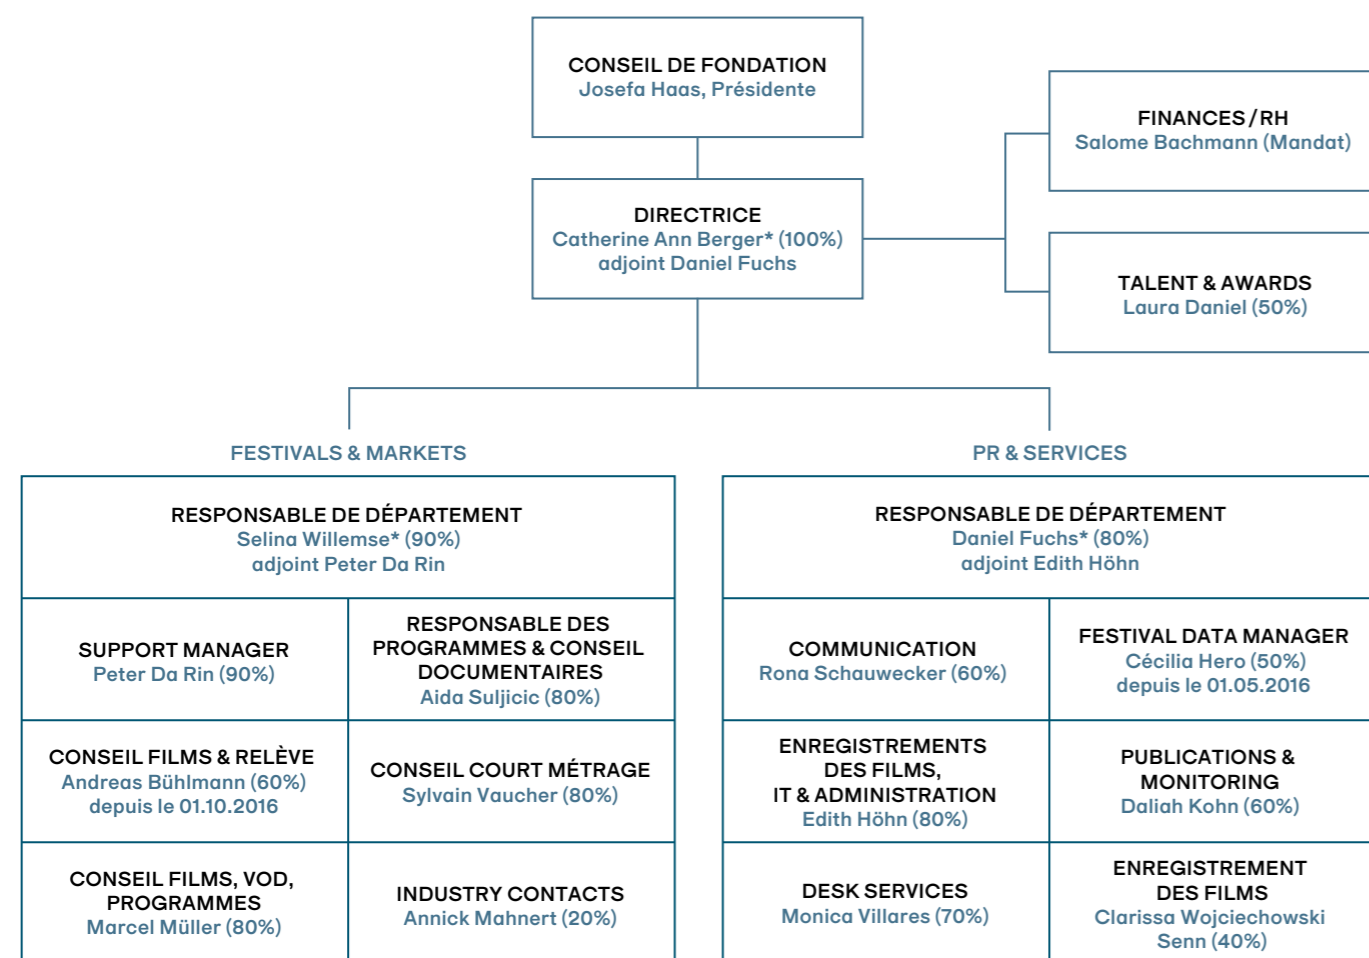 CONSEIL DE FONDATION
Josefa Haas, Présidente
FINANCES / RH
Salome Bachmann (Mandat)
DIRECTRICE
Catherine Ann Berger* (100%)
adjoint Daniel Fuchs
TALENT & AWARDS
Laura Daniel (50%)
FESTIVALS & MARKETS
RESPONSABLE DE DÉPARTEMENT
Selina Willemse* (90%)
adjoint Peter Da Rin
SUPPORT MANAGER
Peter Da Rin (90%)
RESPONSABLE DES
PROGRAMMES & CONSEIL
DOCUMENTAIRES
Aida Suljicic (80%)
CONSEIL FILMS & RELÈVE
Andreas Bühlmann (60%)
depuis le 01.10.2016
CONSEIL COURT MÉTRAGE
Sylvain Vaucher (80%)
CONSEIL FILMS, VOD,
PROGRAMMES
Marcel Müller (80%)
INDUSTRY CONTACTS
Annick Mahnert (20%)
PR & SERVICES
RESPONSABLE DE DÉPARTEMENT
Daniel Fuchs* (80%)
adjoint Edith Höhn
COMMUNICATION
Rona Schauwecker (60%)
FESTIVAL DATA MANAGER
Cécilia Hero (50%)
depuis le 01.05.2016
ENREGISTREMENTS
DES FILMS,
IT & ADMINISTRATION
Edith Höhn (80%)
PUBLICATIONS &
MONITORING
Daliah Kohn (60%)
DESK SERVICES
Monica Villares (70%)
ENREGISTREMENT
DES FILMS
Clarissa Wojciechowski
Senn (40%)